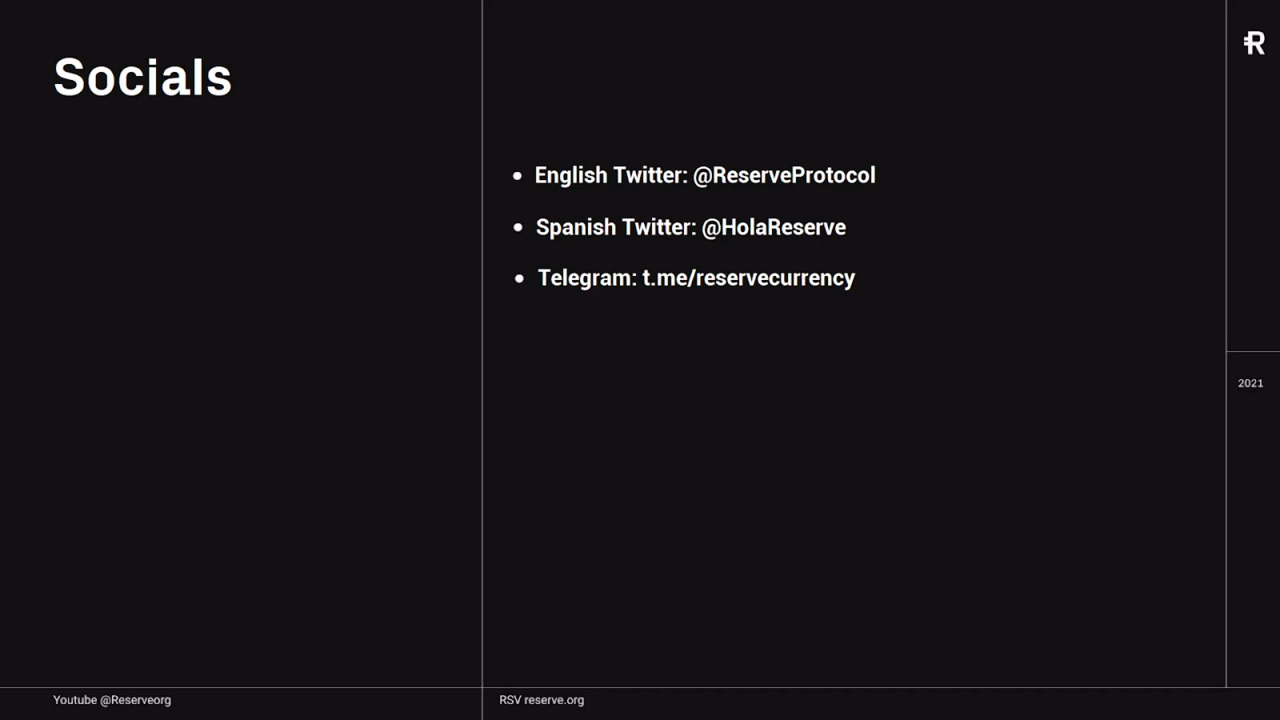 Socials
• English Twitter: @ReserveProtocol
• Spanish Twitter: @HolaReserve
• Telegram: t.me/reservecurrency
2021
Youtube @Reserveorg
RSV reserve.org